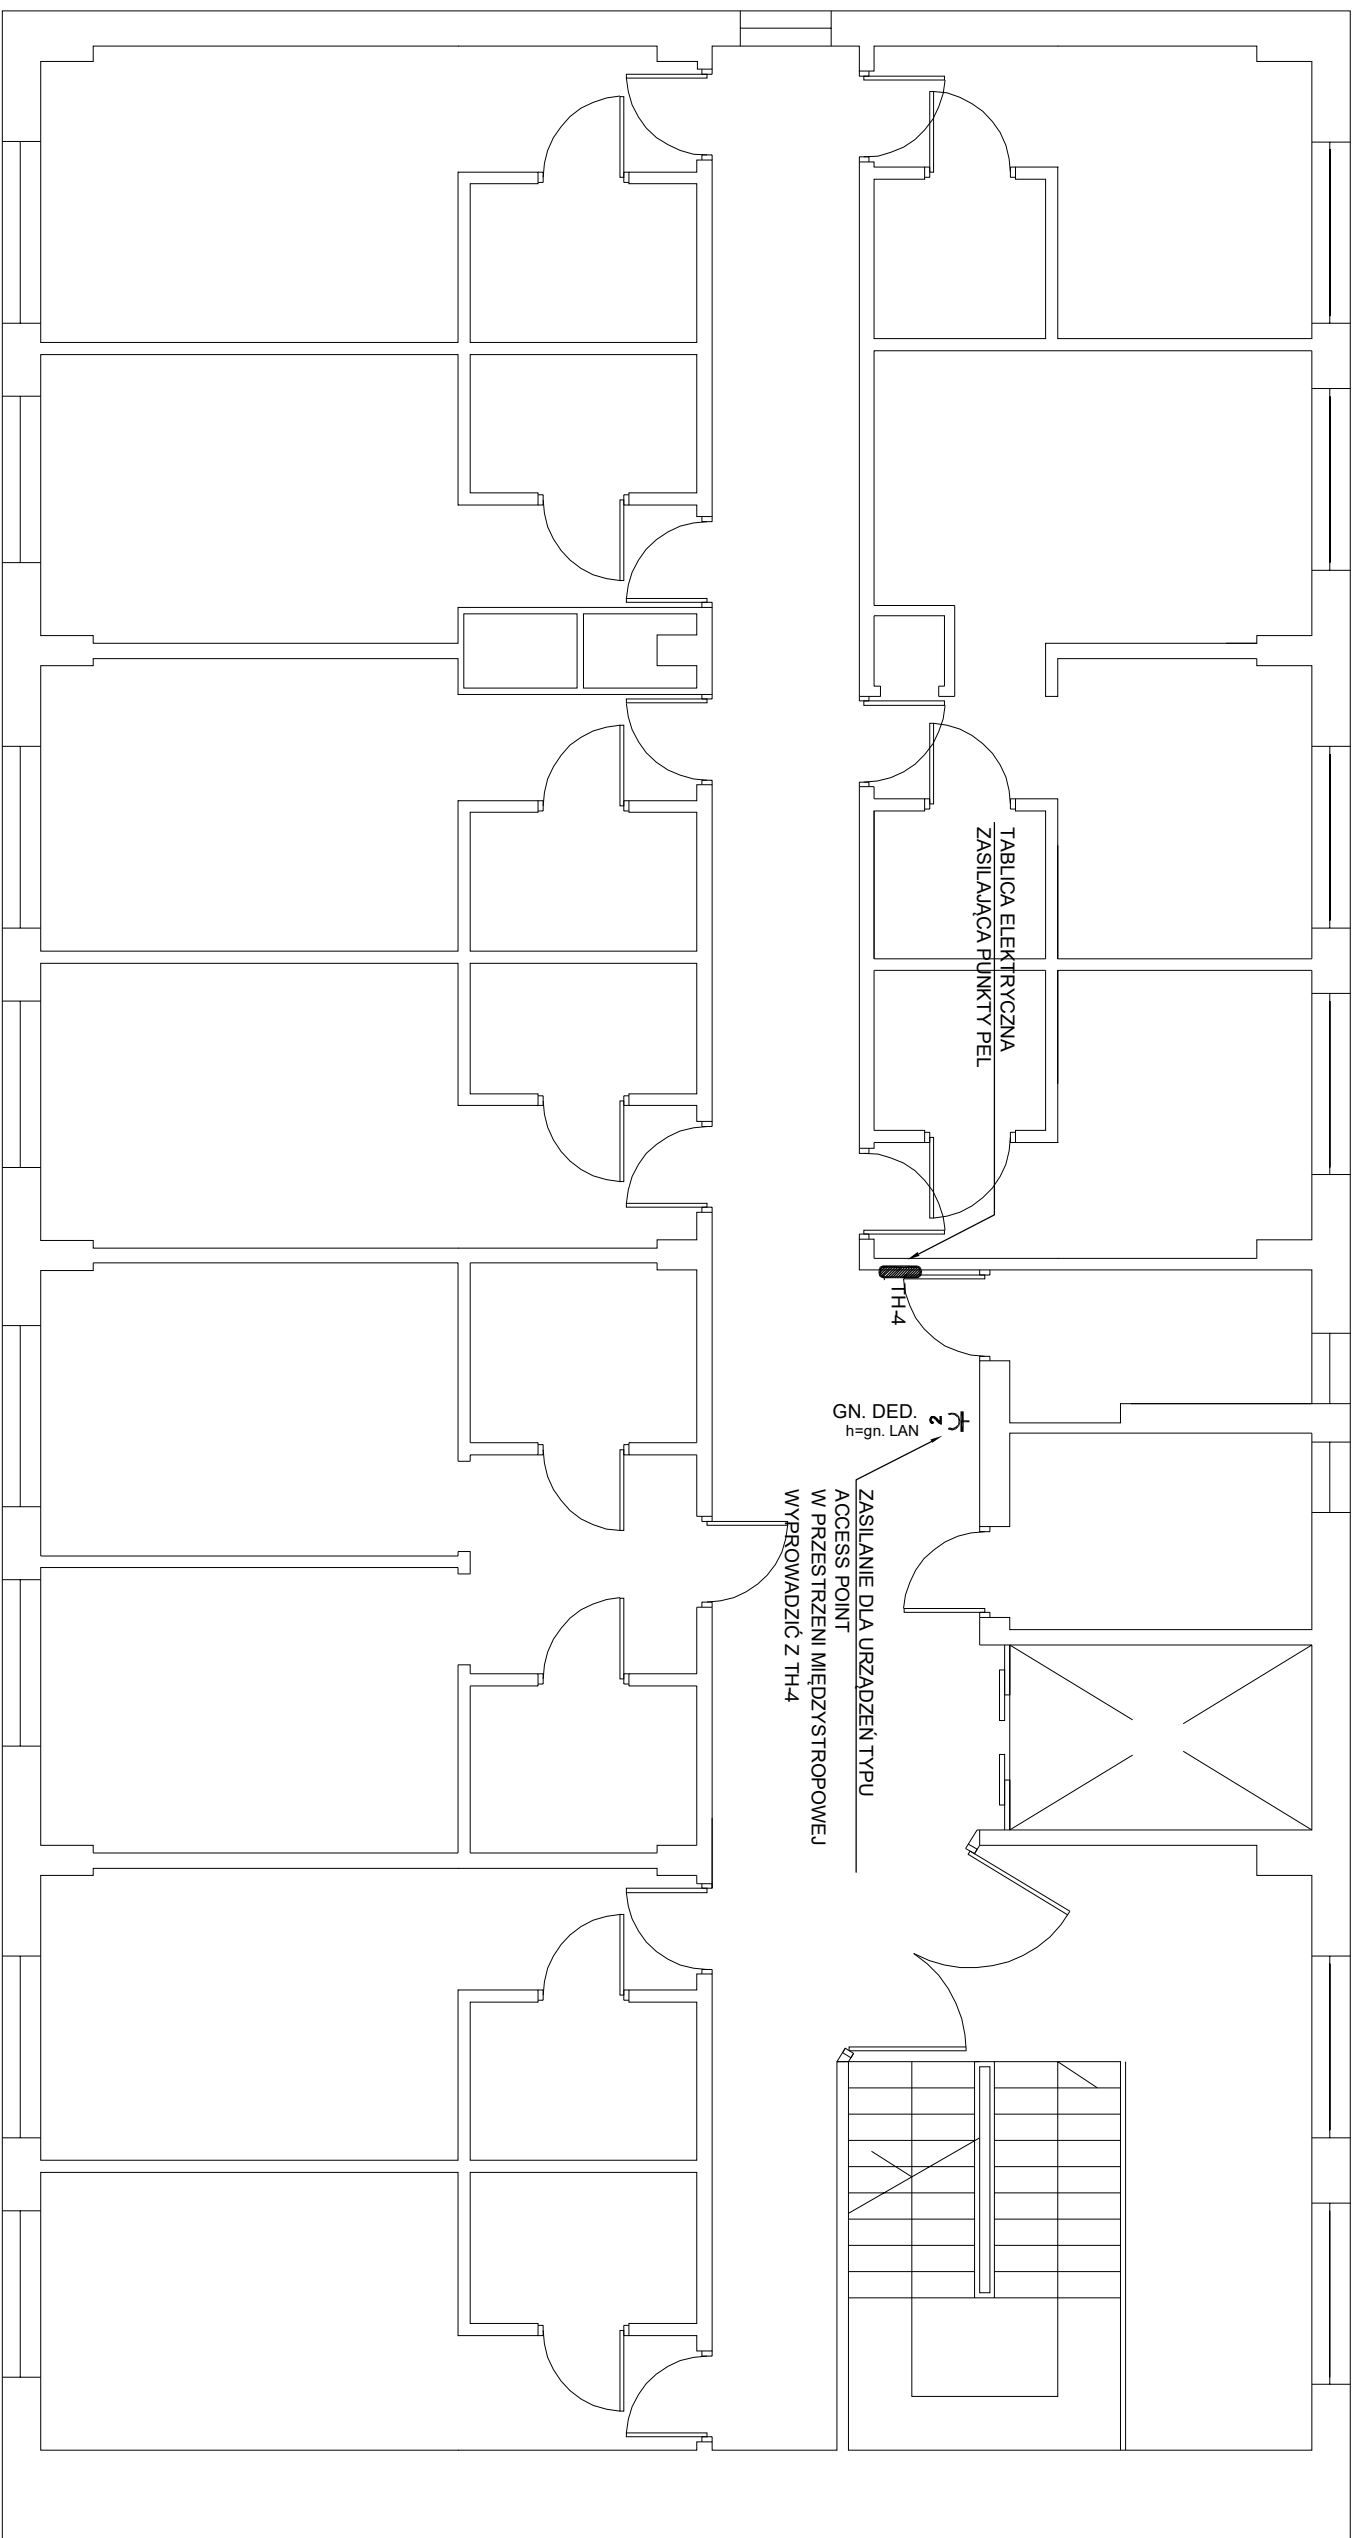 TABLICA ELEKTRYCZNA
ZASILAJĄCA PUNKTY PEL
TH-4
GN. DED.
h=gn. LAN
2
ZASILANIE DLA URZĄDZEŃ TYPU
ACCESS POINT
W PRZESTRZENI MIĘDZYSTROPOWEJ
WYPROWADZIĆ Z TH-4